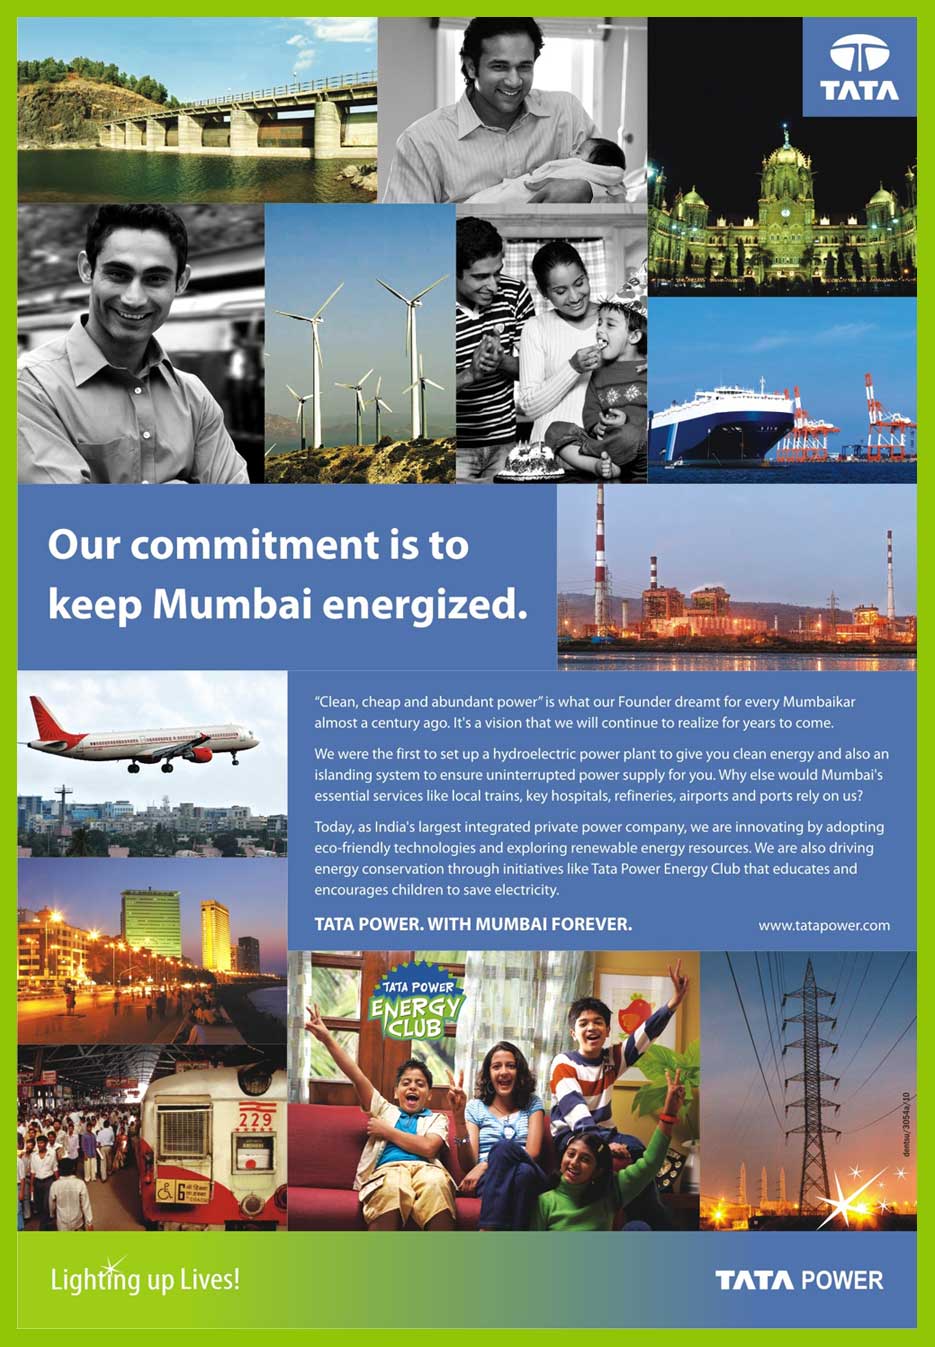 TATA
Our commitment is to
keep Mumbai energized.
"Clean, cheap and abundant power" is what our Founder dreamt for every Mumbaikar
almost a century ago. It's a vision that we will continue to realize for years to come.
We were the first to set up a hydroelectric power plant to give you clean energy and also an
islanding system to ensure uninterrupted power supply for you. Why else would Mumbai's
essential services like local trains, key hospitals, refineries, airports and ports rely on us?
Today, as India's largest integrated private power company, we are innovating by adopting
eco-friendly technologies and exploring renewable energy resources. We are also driving
energy conservation through initiatives like Tata Power Energy Club that educates and
encourages children to save electricity.
TATA POWER. WITH MUMBAI FOREVER.
www.tatapower.com
TATA POWER
ENERGY
CLUB
229
6
dentsu/3054a/10
Lighting up Lives!
TATA POWER